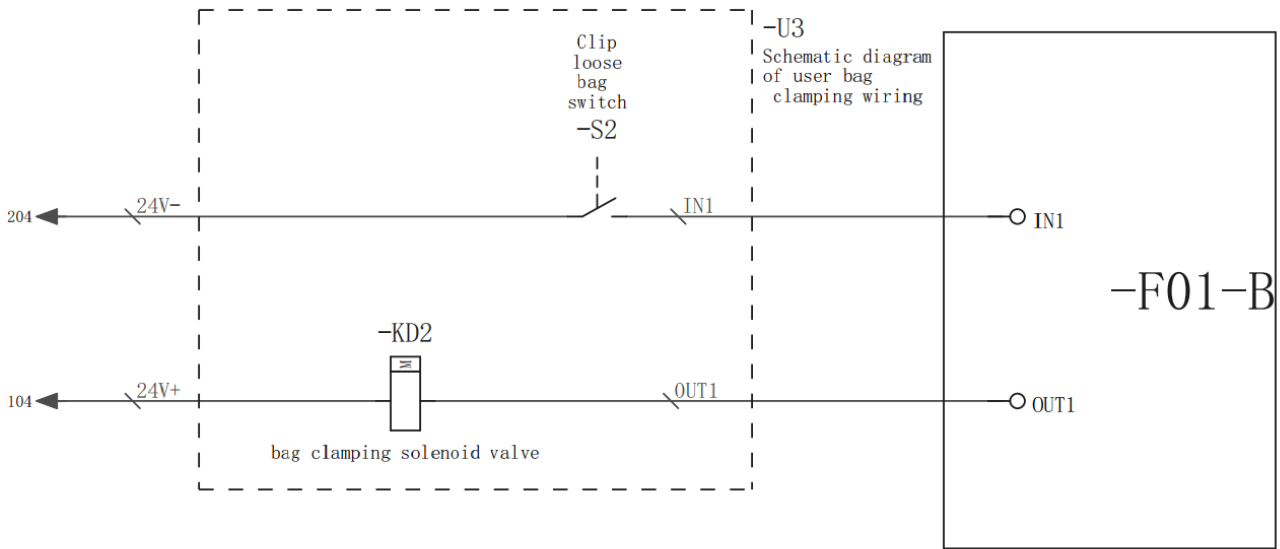 -U3
Schematic diagram
of user bag
clamping wiring
Clip
loose
bag
switch
-S2
204
24V-
IN1
IN1
-F01-B
-KD2
M
104
24V+
OUT1
OUT1
bag clamping solenoid valve